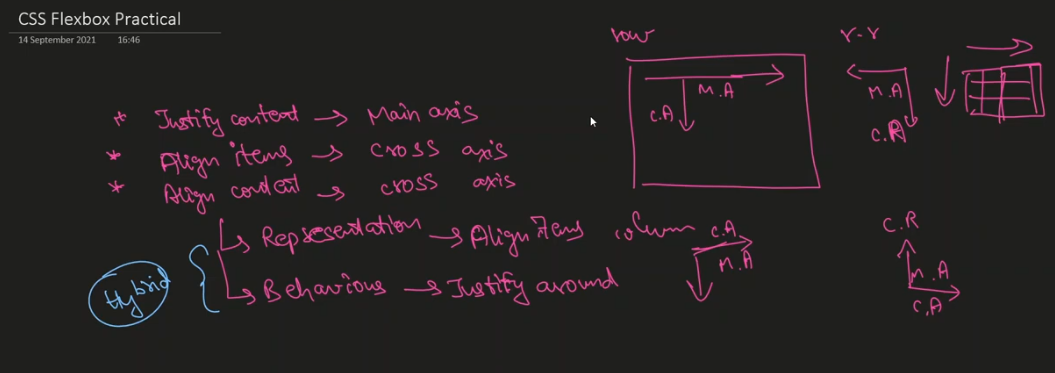 CSS Flexbox Practical
14 September 2021 16:46
row
r-r
M.A
C.A
M.A
C.R
* Justify content → Main axis
* Align items → cross axis
* Align content → cross axis
Representation → Align Items
Behavious → Justify around
Hybrid
column
C.A
M.A
C.R
M.A
C.A